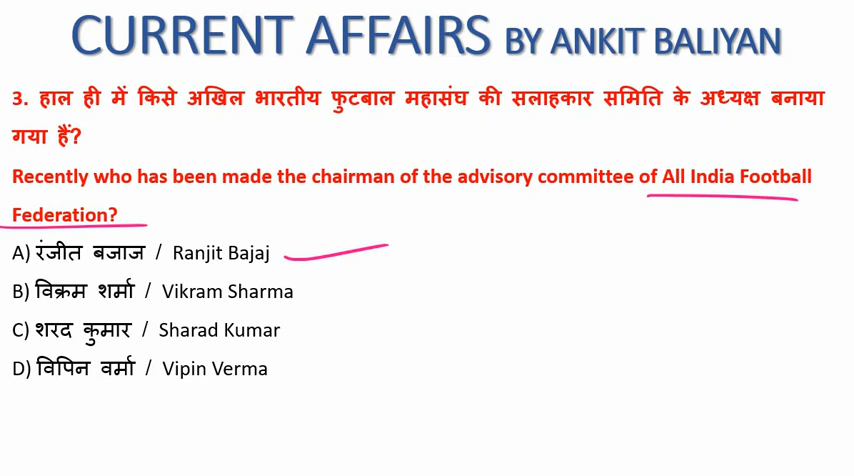 CURRENT AFFAIRS BY ANKIT BALIYAN
3. हाल ही में किसे अखिल भारतीय फुटबाल महासंघ की सलाहकार समिति के अध्यक्ष बनाया
गया हैं?
Recently who has been made the chairman of the advisory committee of All India Football
Federation?
A) रंजीत बजाज / Ranjit Bajaj
B) विक्रम शर्मा / Vikram Sharma
C) शरद कुमार / Sharad Kumar
D) विपिन वर्मा / Vipin Verma